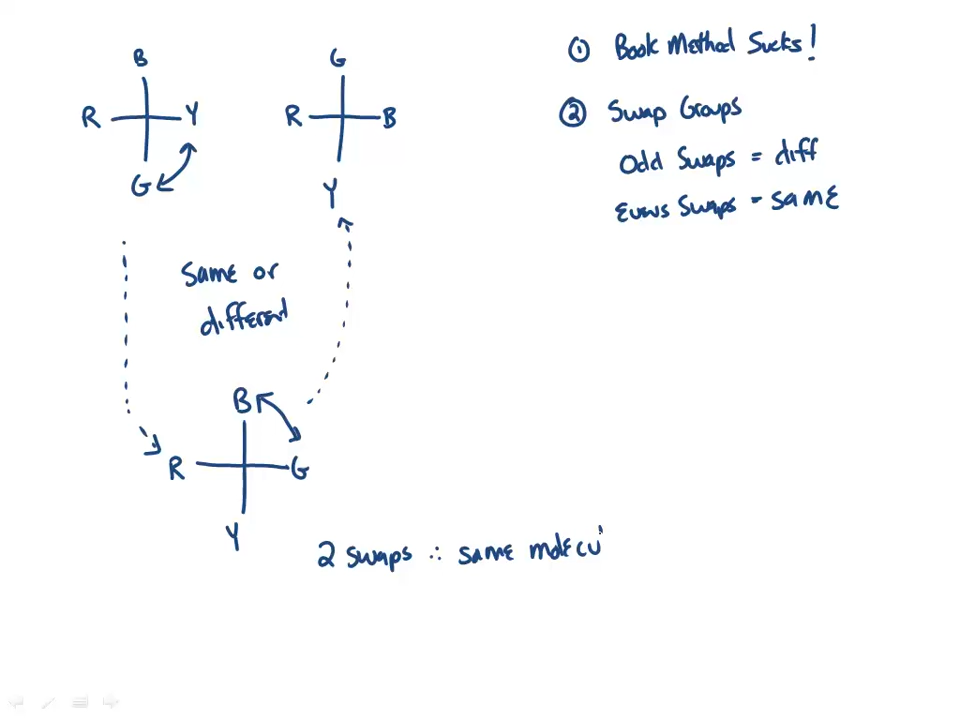 B
R Y
G
G
R B
Y
① Book Method Sucks!
② Swap Groups
Odd Swaps = diff
Evens Swaps = same
Same or
different
B
R G
Y
2 swaps ∴ same molecu